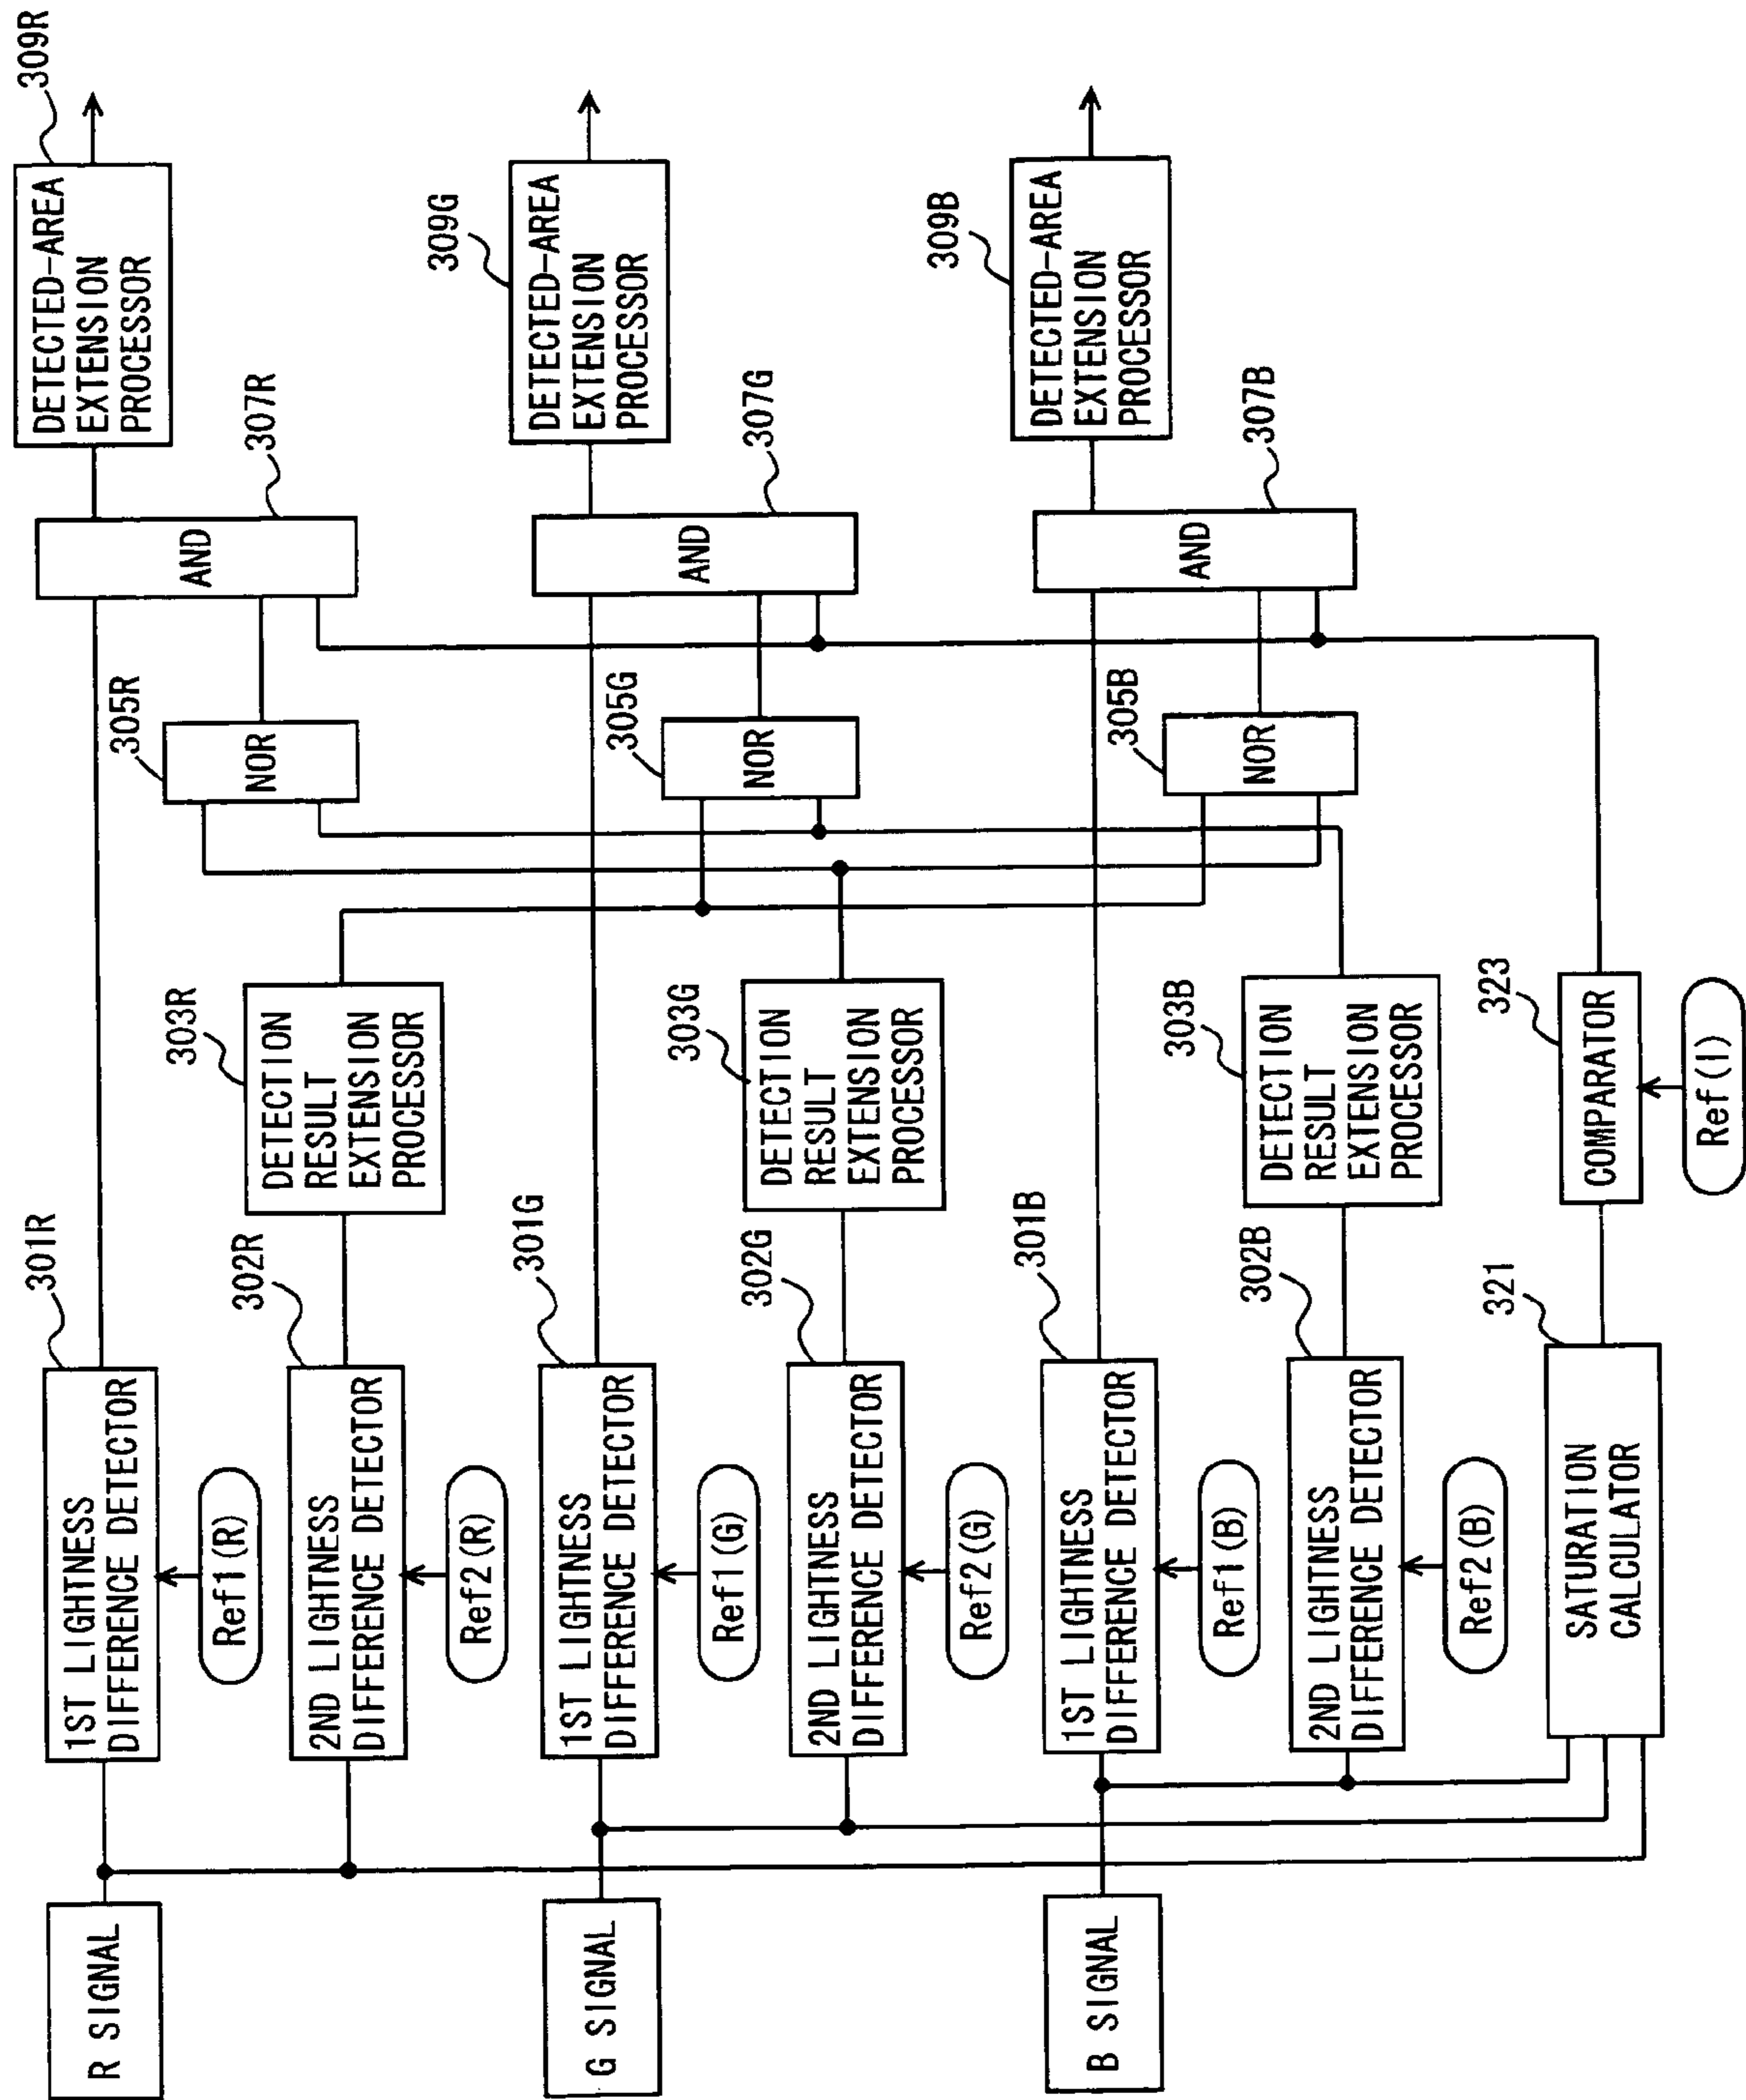 R SIGNAL
301R
1ST LIGHTNESS
DIFFERENCE DETECTOR
Ref1(R)
302R
2ND LIGHTNESS
DIFFERENCE DETECTOR
Ref2(R)
303R
DETECTION
RESULT
EXTENSION
PROCESSOR
305R
NOR
307R
AND
309R
DETECTED-AREA
EXTENSION
PROCESSOR
G SIGNAL
301G
1ST LIGHTNESS
DIFFERENCE DETECTOR
Ref1(G)
302G
2ND LIGHTNESS
DIFFERENCE DETECTOR
Ref2(G)
303G
DETECTION
RESULT
EXTENSION
PROCESSOR
305G
NOR
307G
AND
309G
DETECTED-AREA
EXTENSION
PROCESSOR
B SIGNAL
301B
1ST LIGHTNESS
DIFFERENCE DETECTOR
Ref1(B)
302B
2ND LIGHTNESS
DIFFERENCE DETECTOR
Ref2(B)
303B
DETECTION
RESULT
EXTENSION
PROCESSOR
305B
NOR
307B
AND
309B
DETECTED-AREA
EXTENSION
PROCESSOR
321
SATURATION
CALCULATOR
323
COMPARATOR
Ref(I)